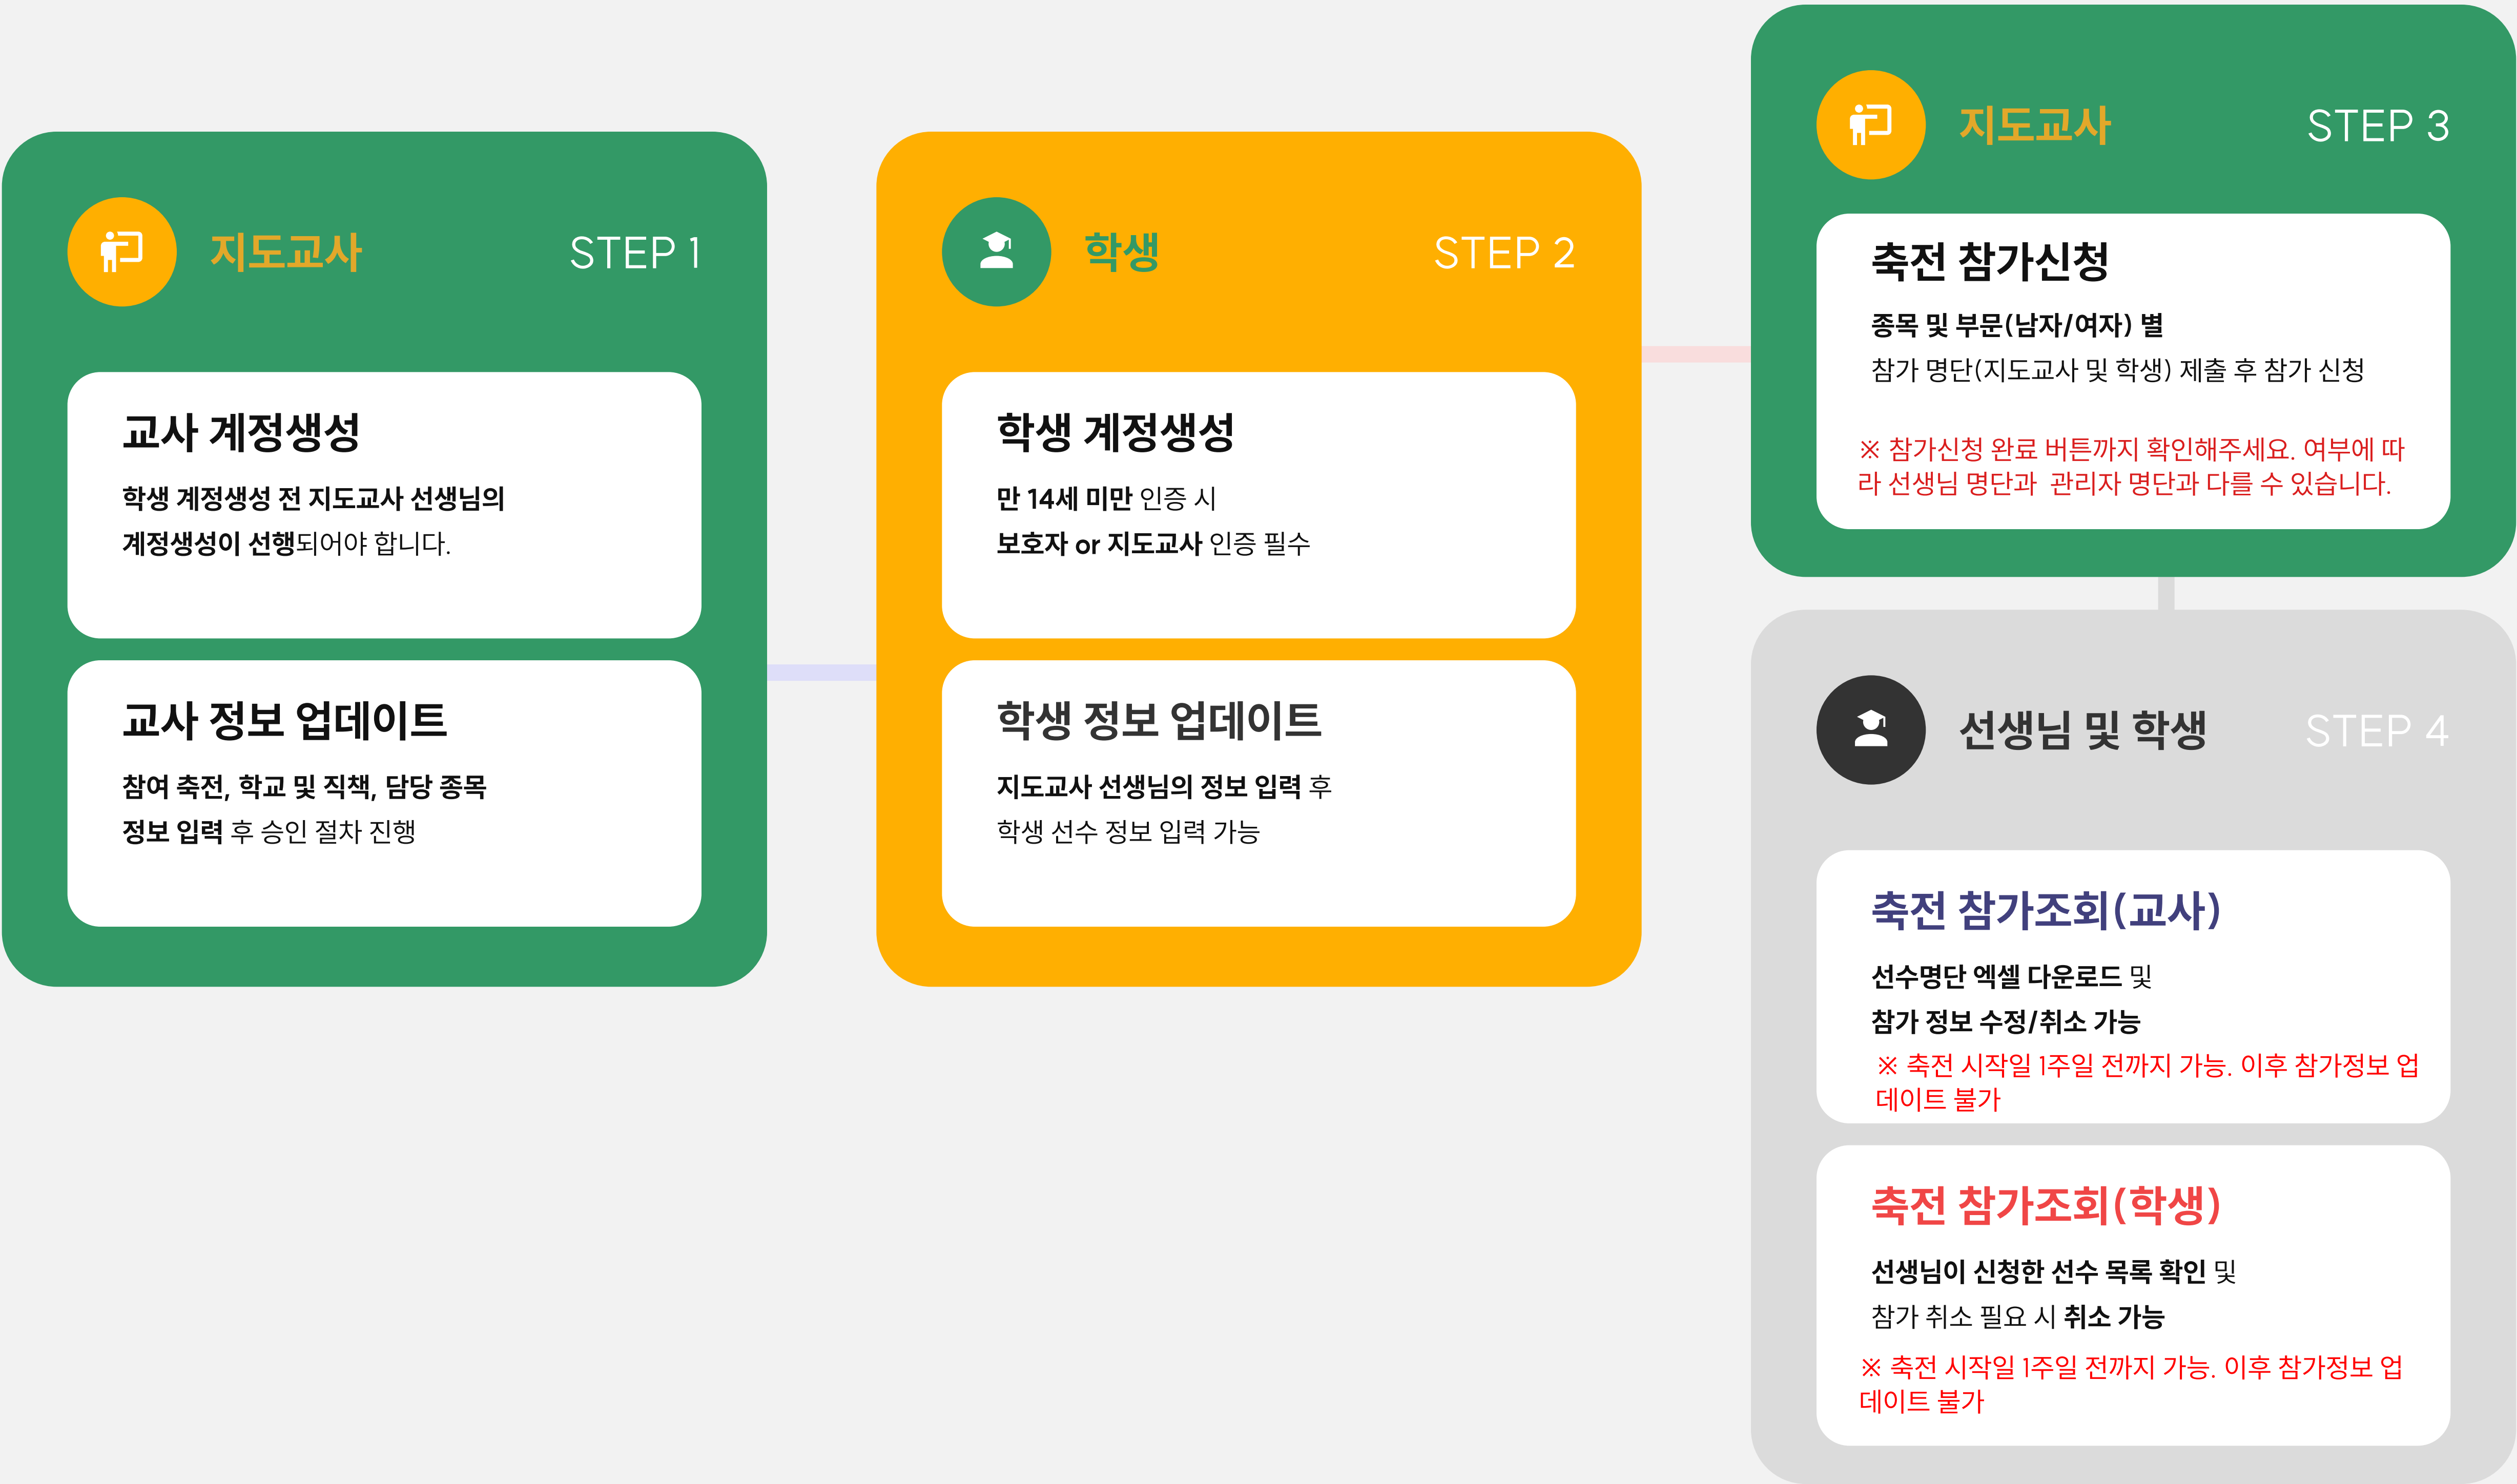 지도교사
STEP 1
교사 계정생성
학생 계정생성 전 지도교사 선생님의
계정생성이 선행되어야 합니다.
교사 정보 업데이트
참여 축전, 학교 및 직책, 담당 종목
정보 입력 후 승인 절차 진행
학생
STEP 2
학생 계정생성
만 14세 미만 인증 시
보호자 or 지도교사 인증 필수
학생 정보 업데이트
지도교사 선생님의 정보 입력 후
학생 선수 정보 입력 가능
지도교사
STEP 3
축전 참가신청
종목 및 부문(남자/여자) 별
참가 명단(지도교사 및 학생) 제출 후 참가 신청
※ 참가신청 완료 버튼까지 확인해주세요. 여부에 따
라 선생님 명단과 관리자 명단과 다를 수 있습니다.
선생님 및 학생
STEP 4
축전 참가조회(교사)
선수명단 엑셀 다운로드 및
참가 정보 수정/취소 가능
※ 축전 시작일 1주일 전까지 가능. 이후 참가정보 업
데이트 불가
축전 참가조회(학생)
선생님이 신청한 선수 목록 확인 및
참가 취소 필요 시 취소 가능
※ 축전 시작일 1주일 전까지 가능. 이후 참가정보 업
데이트 불가